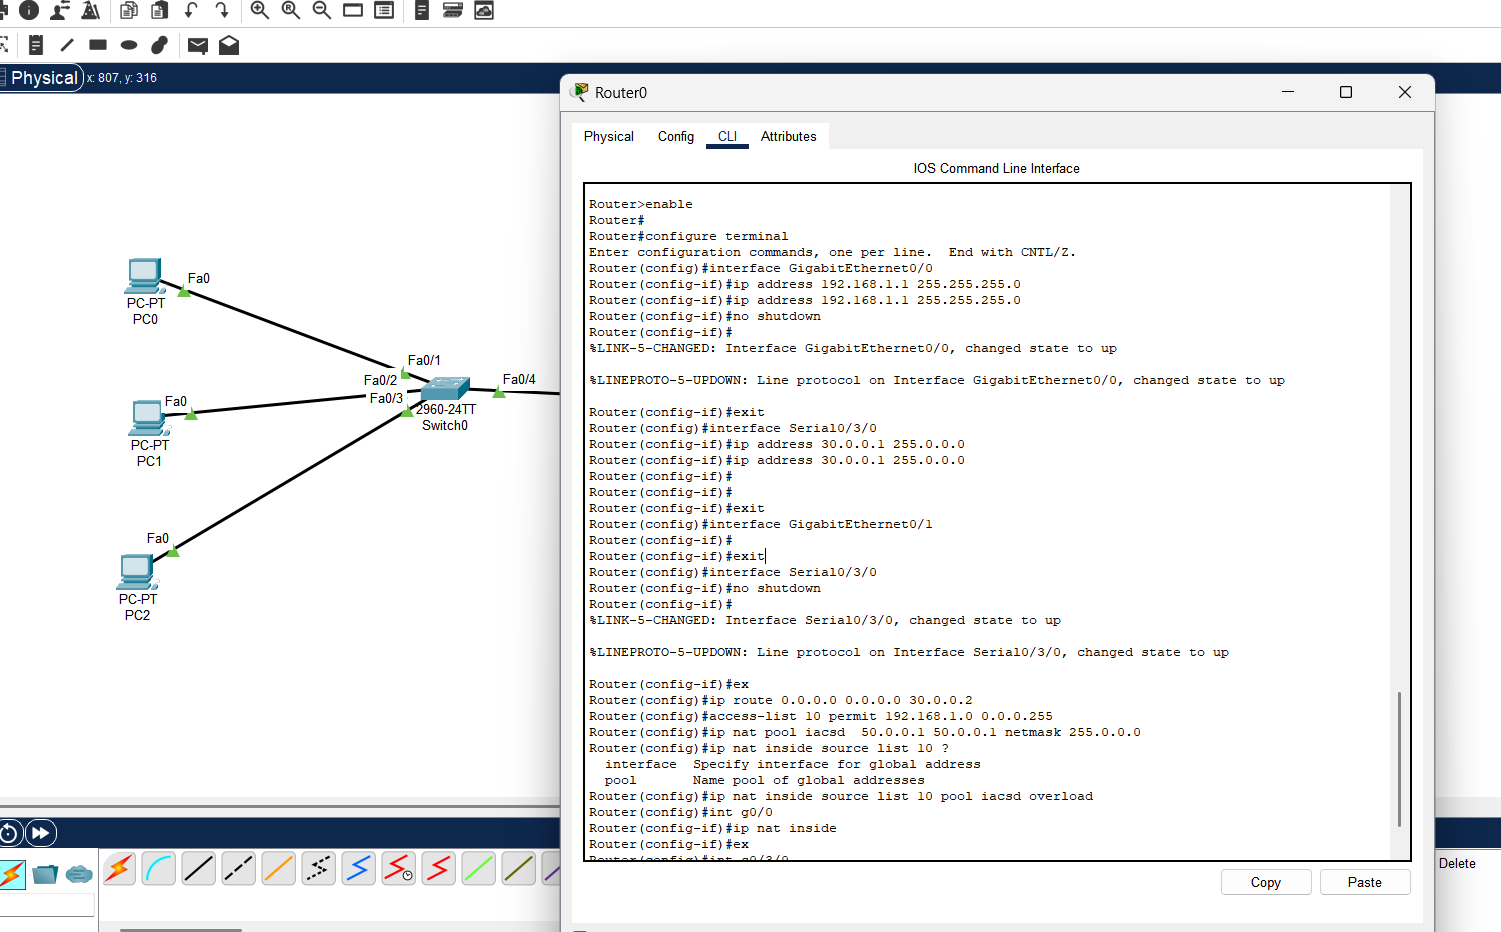 Physical
x: 807, y: 316
Fa0
PC-PT
PC0
Fa0/1
Fa0/2
Fa0/3
Fa0/4
2960-24TT
Switch0
Fa0
PC-PT
PC1
Fa0
PC-PT
PC2
Router0
Physical Config CLI Attributes
IOS Command Line Interface
Router>enable
Router#
Router#configure terminal
Enter configuration commands, one per line.  End with CNTL/Z.
Router(config)#interface GigabitEthernet0/0
Router(config-if)#ip address 192.168.1.1 255.255.255.0
Router(config-if)#ip address 192.168.1.1 255.255.255.0
Router(config-if)#no shutdown
Router(config-if)#
%LINK-5-CHANGED: Interface GigabitEthernet0/0, changed state to up
%LINEPROTO-5-UPDOWN: Line protocol on Interface GigabitEthernet0/0, changed state to up
Router(config-if)#exit
Router(config)#interface Serial0/3/0
Router(config-if)#ip address 30.0.0.1 255.0.0.0
Router(config-if)#ip address 30.0.0.1 255.0.0.0
Router(config-if)#
Router(config-if)#
Router(config-if)#exit
Router(config)#interface GigabitEthernet0/1
Router(config-if)#
Router(config-if)#exit
Router(config)#interface Serial0/3/0
Router(config-if)#no shutdown
Router(config-if)#
%LINK-5-CHANGED: Interface Serial0/3/0, changed state to up
%LINEPROTO-5-UPDOWN: Line protocol on Interface Serial0/3/0, changed state to up
Router(config-if)#ex
Router(config)#ip route 0.0.0.0 0.0.0.0 30.0.0.2
Router(config)#access-list 10 permit 192.168.1.0 0.0.0.255
Router(config)#ip nat pool iacsd  50.0.0.1 50.0.0.1 netmask 255.0.0.0
Router(config)#ip nat inside source list 10 ?
interface  Specify interface for global address
pool       Name pool of global addresses
Router(config)#ip nat inside source list 10 pool iacsd overload
Router(config)#int g0/0
Router(config-if)#ip nat inside
Router(config-if)#ex
Copy Paste
Delete